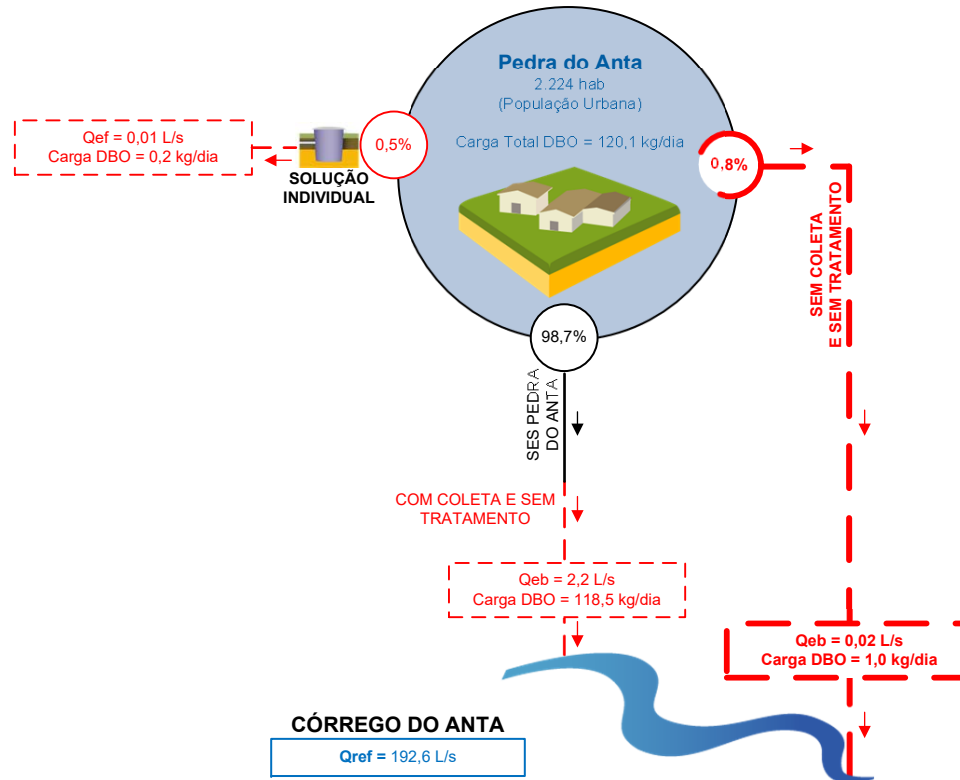 Pedra do Anta
2.224 hab
(População Urbana)
Carga Total DBO = 120,1 kg/dia
Qef = 0,01 L/s
Carga DBO = 0,2 kg/dia
0,5%
SOLUÇÃO
INDIVIDUAL
0,8%
SEM COLETA
E SEM TRATAMENTO
98,7%
SES PEDRA
DO ANTA
COM COLETA E SEM
TRATAMENTO
Qeb = 2,2 L/s
Carga DBO = 118,5 kg/dia
Qeb = 0,02 L/s
Carga DBO = 1,0 kg/dia
CÓRREGO DO ANTA
Qref = 192,6 L/s